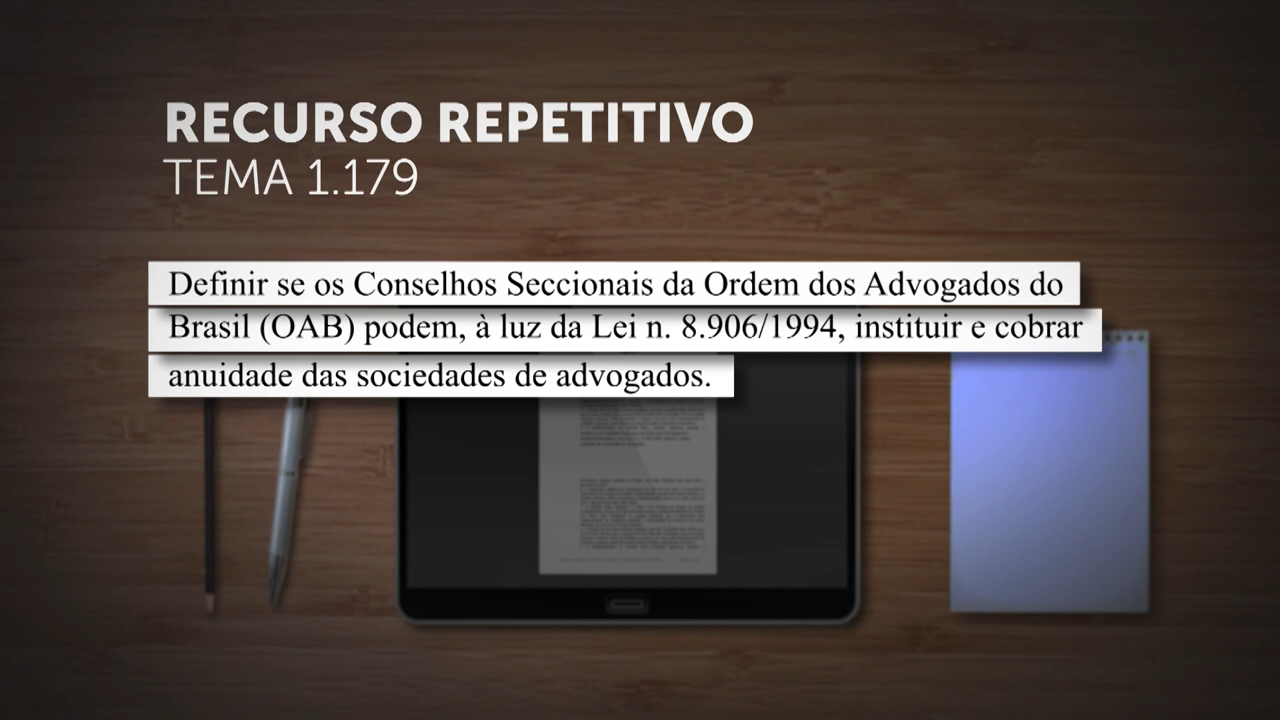 RECURSO REPETITIVO
TEMA 1.179
Definir se os Conselhos Seccionais da Ordem dos Advogados do
Brasil (OAB) podem, à luz da Lei n. 8.906/1994, instituir e cobrar
anuidade das sociedades de advogados.